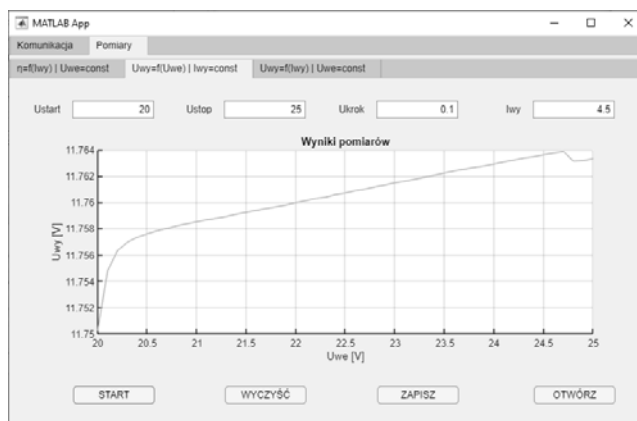 MATLAB App
Komunikacja Pomiary
η=f(Iwy) | Uwe=const Uwy=f(Uwe) | Iwy=const Uwy=f(Iwy) | Uwe=const
Ustart 20 Ustop 25 Ukrok 0.1 Iwy 4.5
Wyniki pomiarów
11.764
11.762
11.76
11.758
11.756
11.754
11.752
11.75
Uwy [V]
20 20.5 21 21.5 22 22.5 23 23.5 24 24.5 25
Uwe [V]
START WYCZYŚĆ ZAPISZ OTWÓRZ